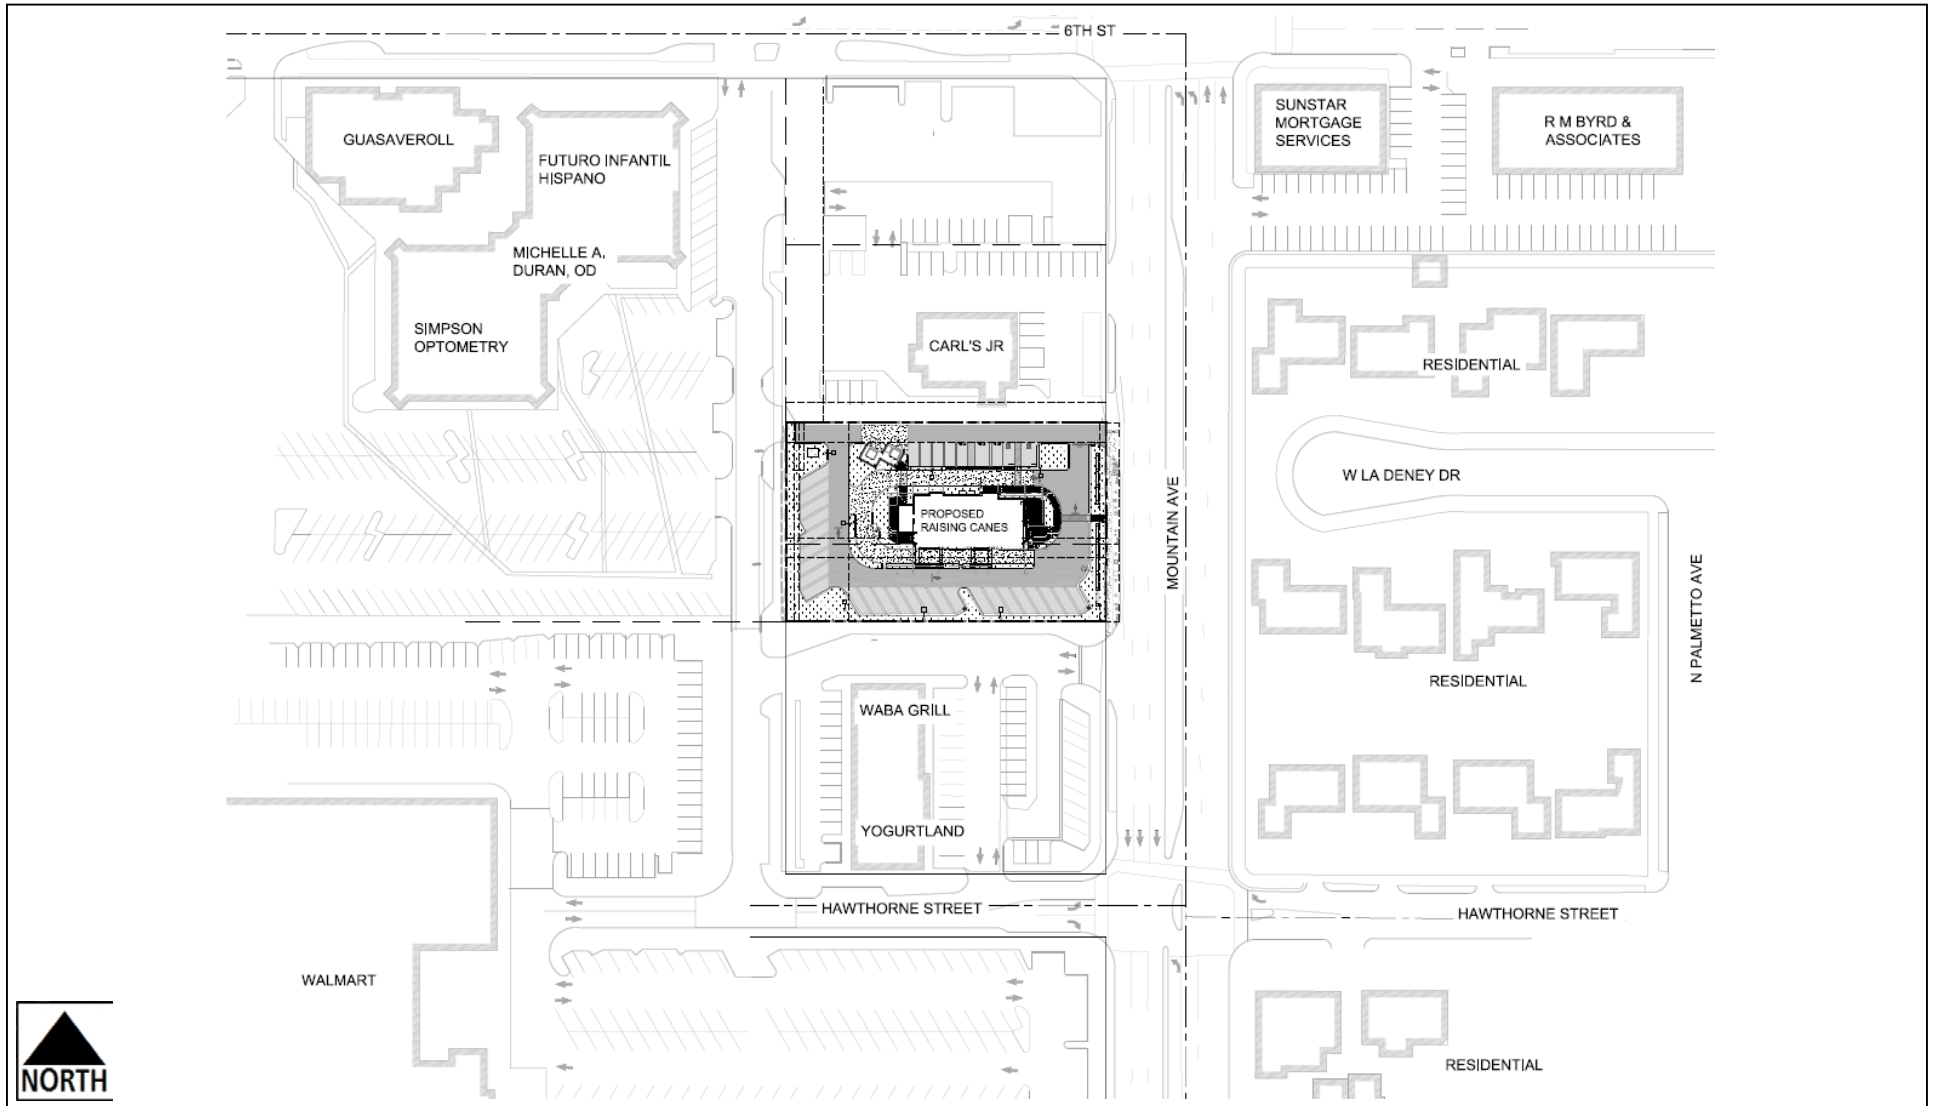 6TH ST
GUASAVEROLL
FUTURO INFANTIL
HISPANO
MICHELLE A,
DURAN, OD
SIMPSON
OPTOMETRY
SUNSTAR
MORTGAGE
SERVICES
R M BYRD &
ASSOCIATES
CARL'S JR
RESIDENTIAL
W LA DENEY DR
PROPOSED
RAISING CANES
MOUNTAIN AVE
N PALMETTO AVE
RESIDENTIAL
WABA GRILL
YOGURTLAND
HAWTHORNE STREET
HAWTHORNE STREET
WALMART
RESIDENTIAL
NORTH